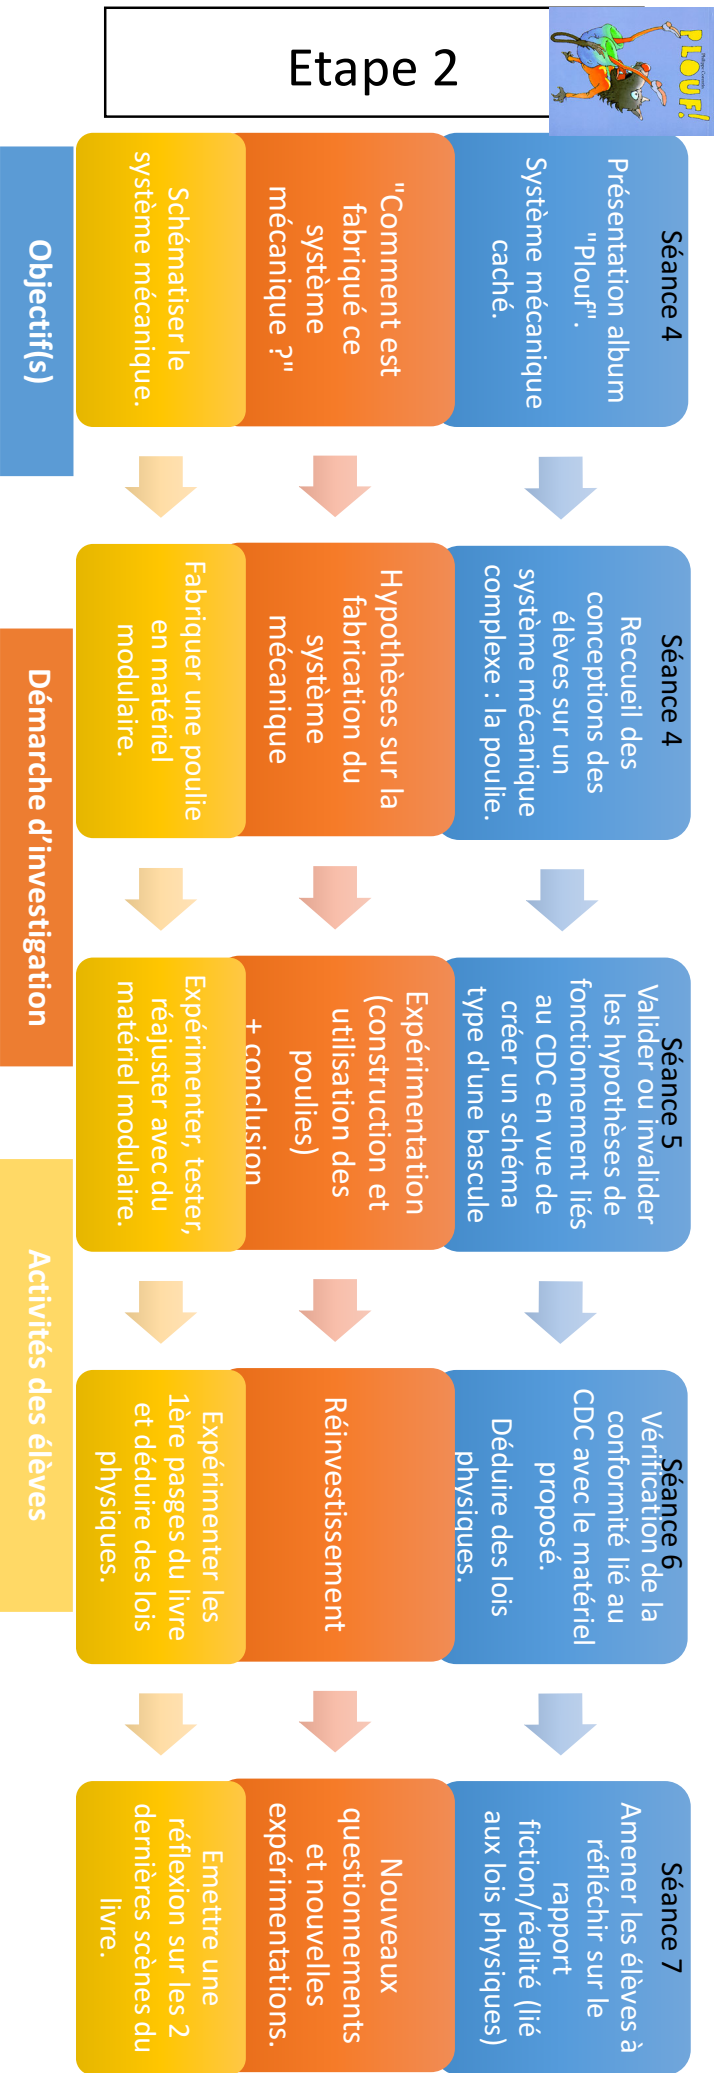 Etape 2
Philippe Corentin
PLOUF!
Séance 4
Présentation album
"Plouf".
Système mécanique
caché.
"Comment est
fabriqué ce
système
mécanique ?"
Schématiser le
système mécanique.
Séance 4
Reccueil des
conceptions des
élèves sur un
système mécanique
complexe : la poulie.
Hypothèses sur la
fabrication du
système
mécanique
Fabriquer une poulie
en matériel
modulaire.
Séance 5
Valider ou invalider
les hypothèses de
fonctionnement liés
au CDC en vue de
créer un schéma
type d'une bascule
Expérimentation
(construction et
utilisation des
poulies)
+ conclusion
Expérimenter, tester,
réajuster avec du
matériel modulaire.
Séance 6
Vérification de la
conformité lié au
CDC avec le matériel
proposé.
Déduire des lois
physiques.
Réinvestissement
Expérimenter les
1ère pasges du livre
et déduire des lois
physiques.
Séance 7
Amener les élèves à
réfléchir sur le
rapport
fiction/réalité (lié
aux lois physiques)
Nouveaux
questionnements
et nouvelles
expérimentations.
Emettre une
réflexion sur les 2
dernières scènes du
livre.
Objectif(s)
Démarche d’investigation
Activités des élèves